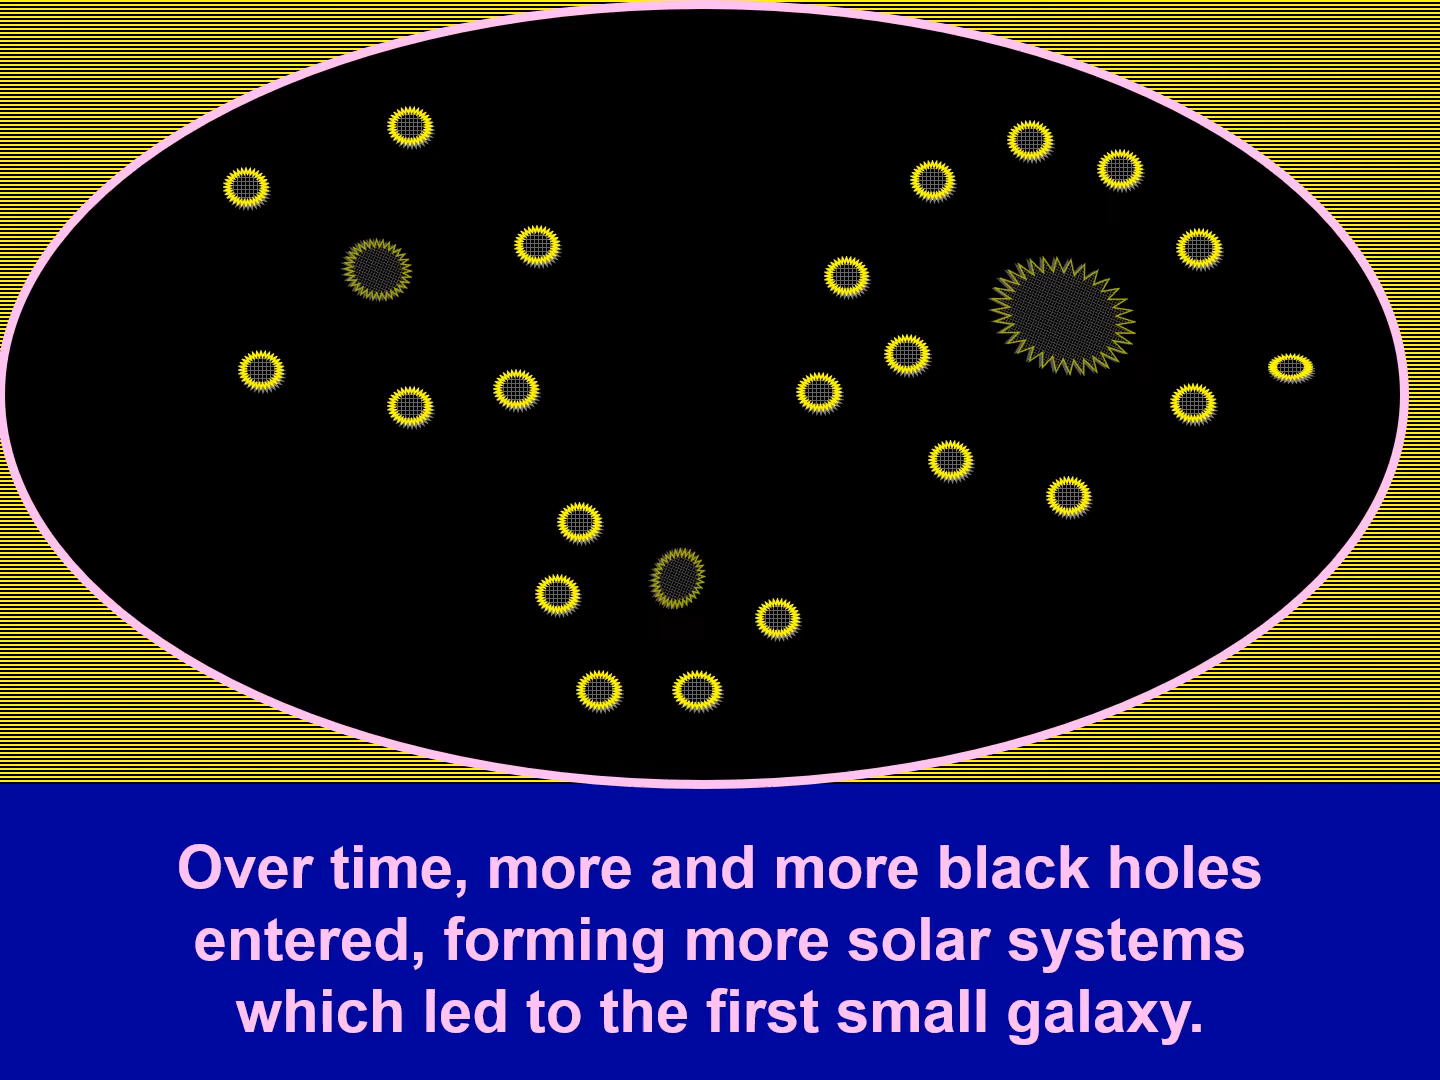 Over time, more and more black holes
entered, forming more solar systems
which led to the first small galaxy.